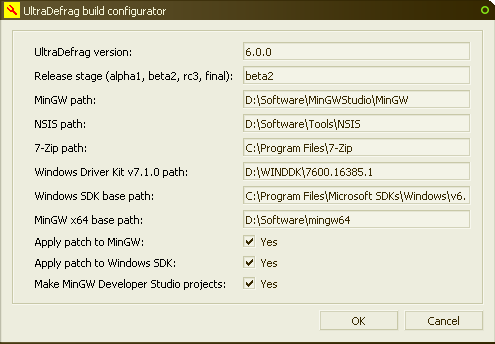 UltraDefrag build configurator
UltraDefrag version: 6.0.0
Release stage (alpha1, beta2, rc3, final): beta2
MinGW path: D:\Software\MinGWStudio\MinGW
NSIS path: D:\Software\Tools\NSIS
7-Zip path: C:\Program Files\7-Zip
Windows Driver Kit v7.1.0 path: D:\WINDDK\7600.16385.1
Windows SDK base path: C:\Program Files\Microsoft SDKs\Windows\v6.
MinGW x64 base path: D:\Software\mingw64
Apply patch to MinGW: Yes
Apply patch to Windows SDK: Yes
Make MinGW Developer Studio projects: Yes
OK Cancel